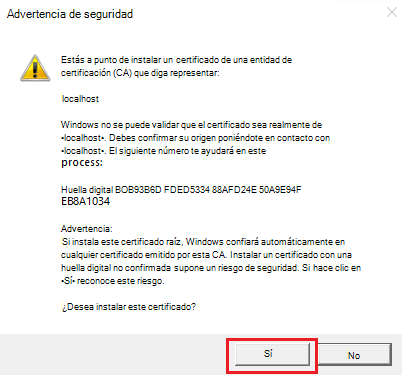 Advertencia de seguridad
Estás a punto de instalar un certificado de una entidad de
certificación (CA) que diga representar:
localhost
Windows no se puede validar que el certificado sea realmente de
•localhost•. Debes confirmar su origen poniéndote en contacto con
•localhost•. El siguiente número te ayudará en este
process:
Huella digital BOB93B6D FDED5334 88AFD24E 50A9E94F
EB8A1034
Advertencia:
Si instala este certificado raíz, Windows confiará automáticamente en
cualquier certificado emitido por esta CA. Instalar un certificado con una
huella digital no confirmada supone un riesgo de seguridad. Si hace clic en
•Sí• reconoce este riesgo.
¿Desea instalar este certificado?
Sí
No